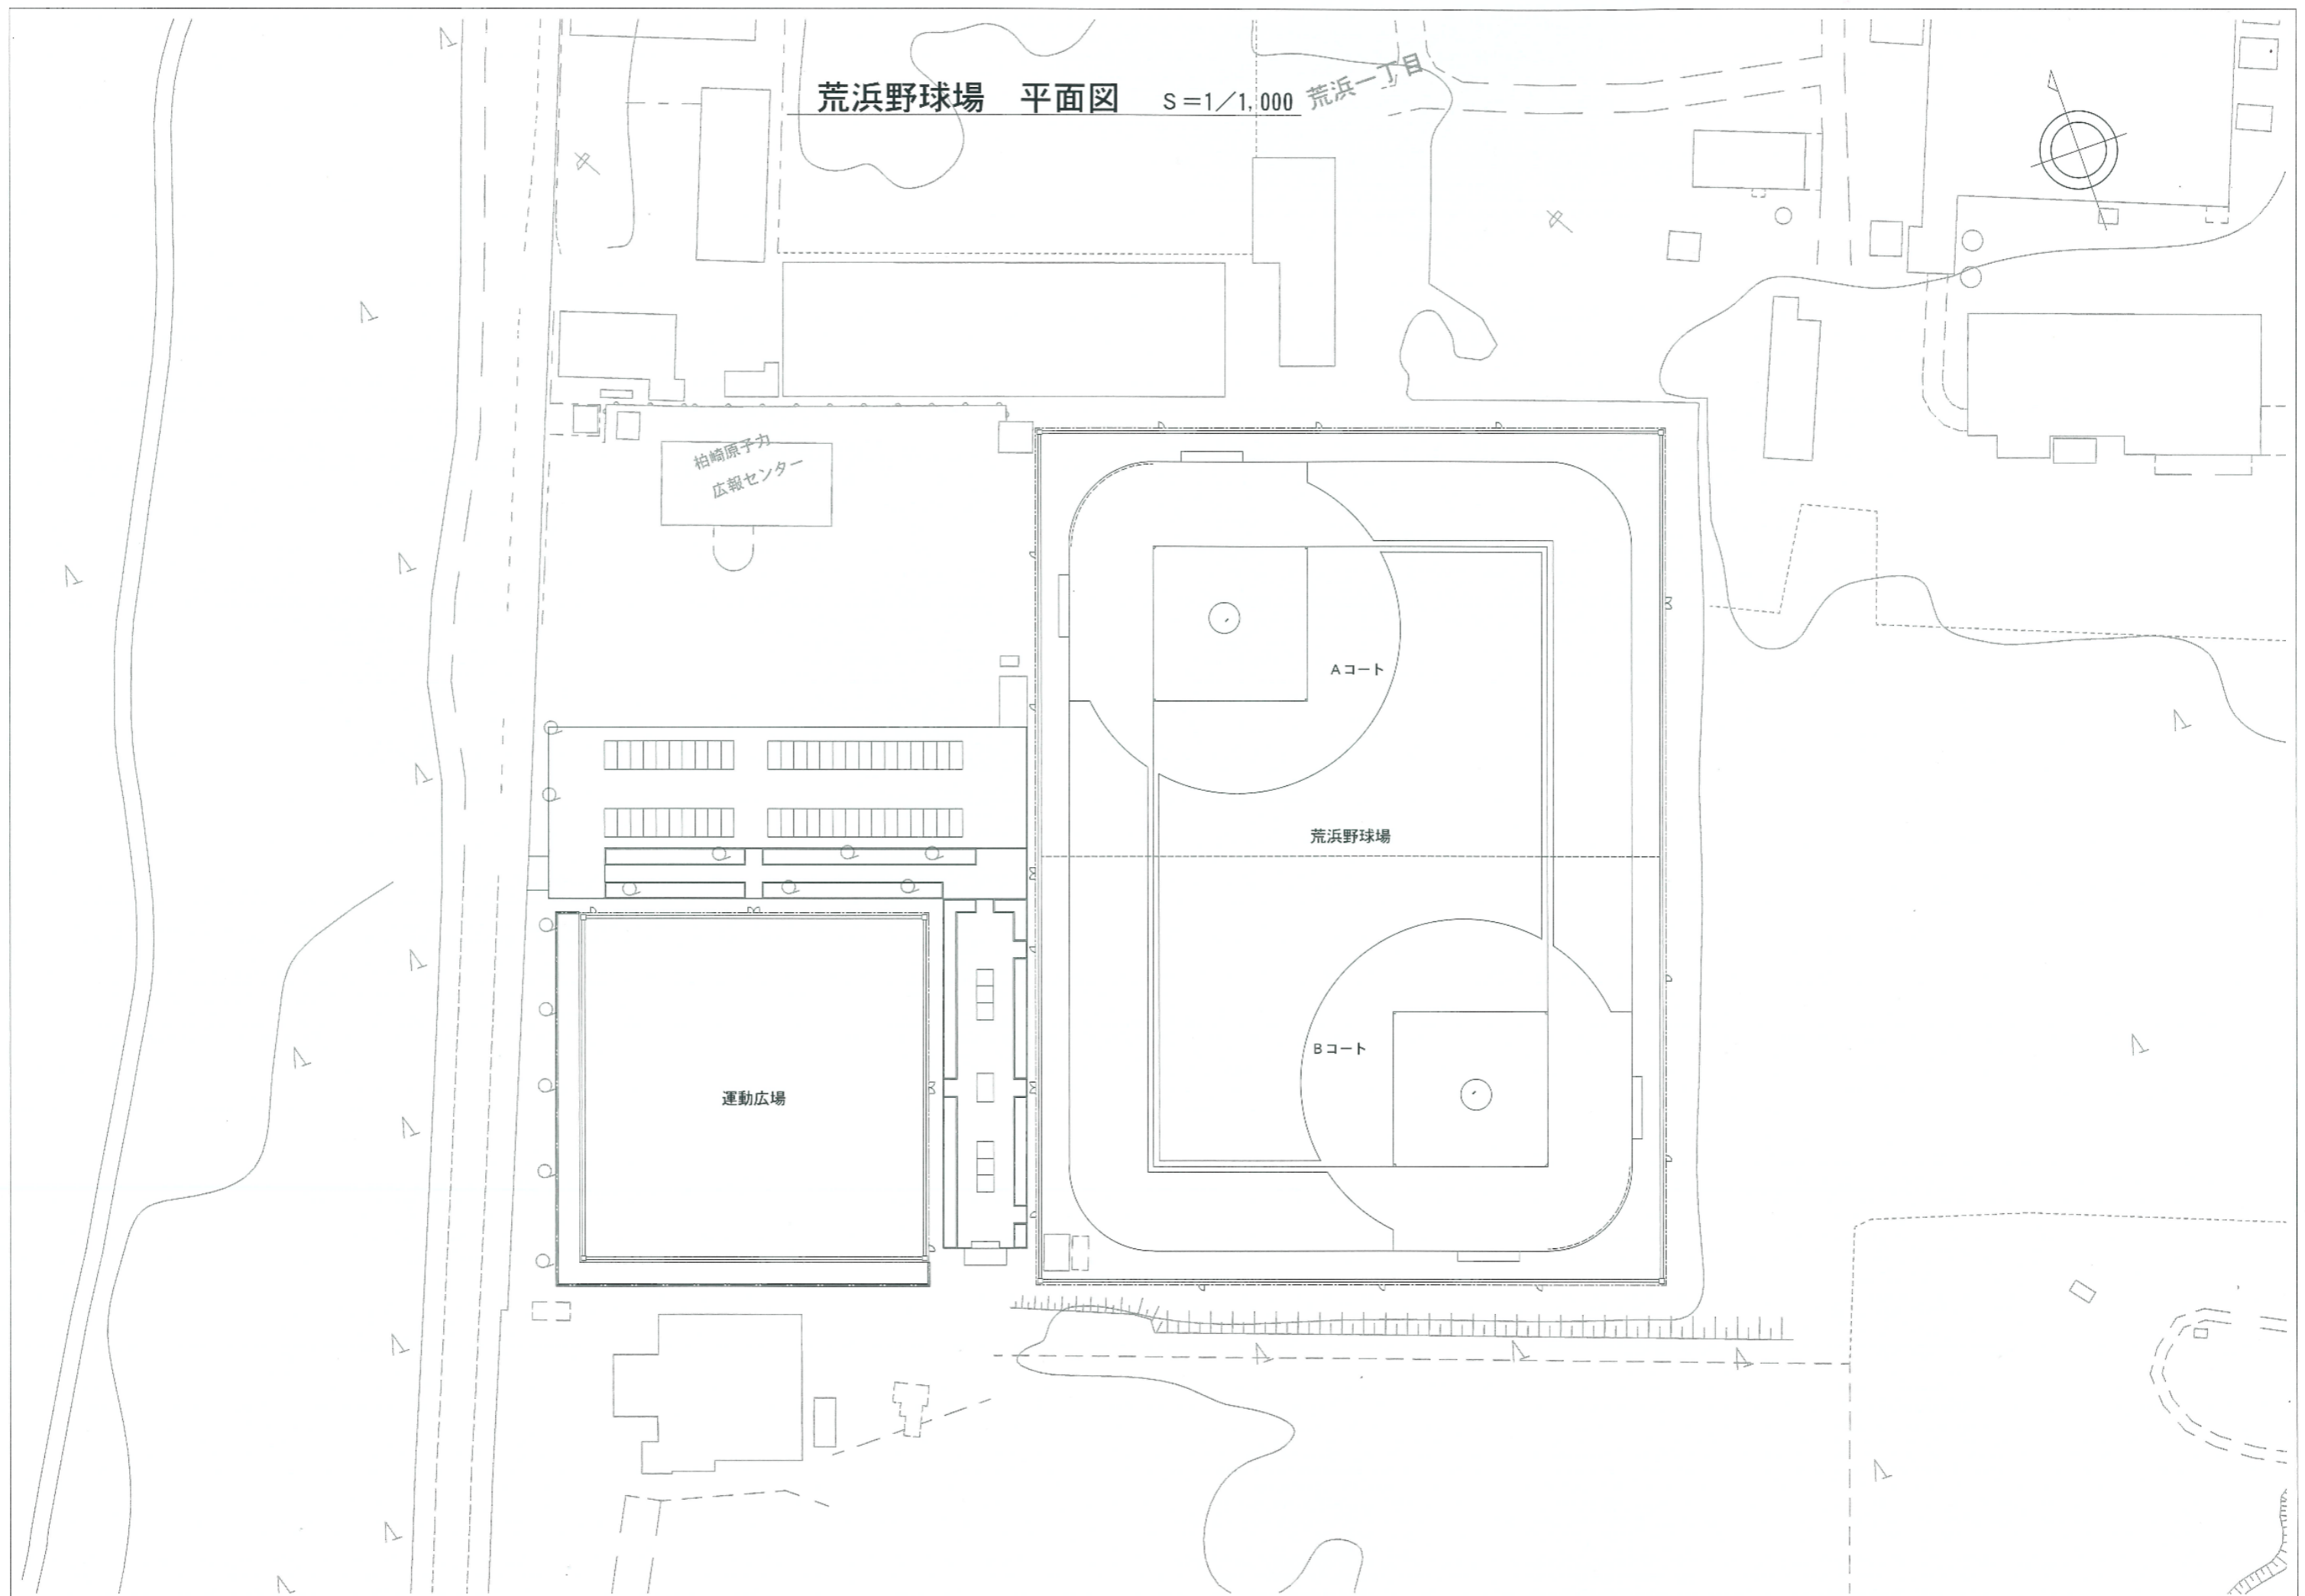 荒浜野球場　平面図　S=1／1,000
荒浜一丁目
柏崎原子力
広報センター
Aコート
荒浜野球場
Bコート
運動広場